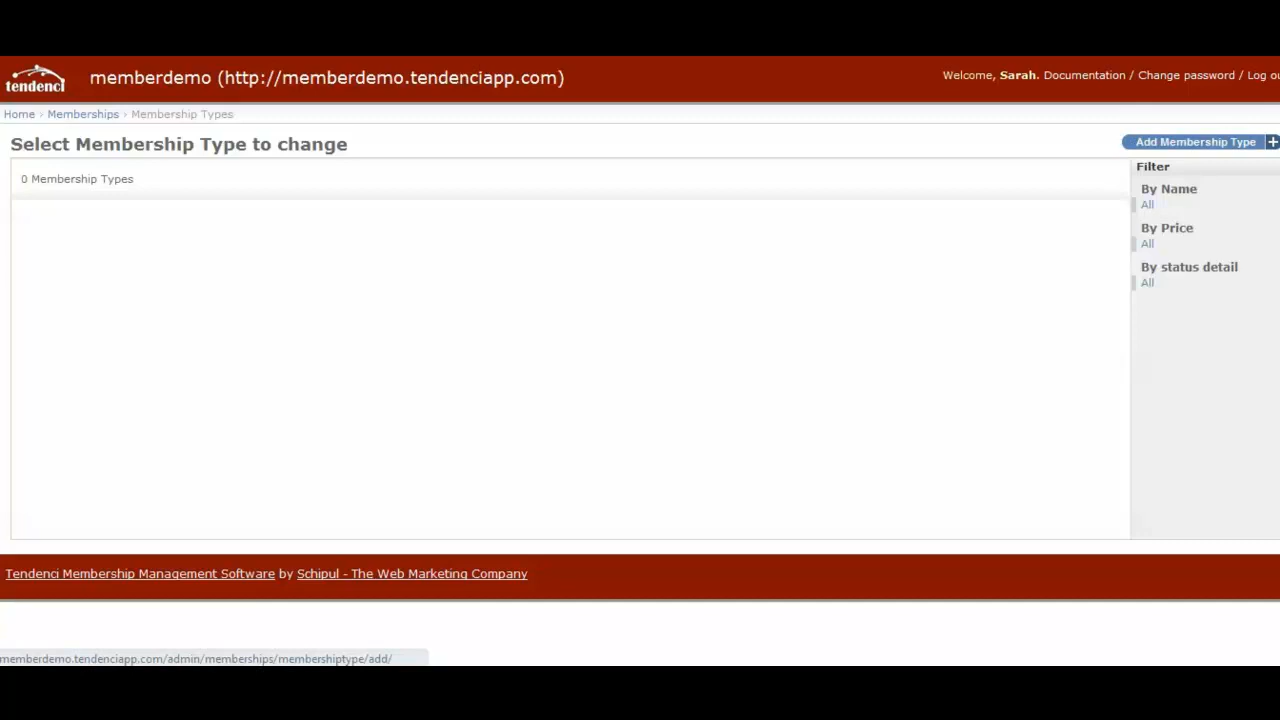 tendenci
memberdemo (http://memberdemo.tendenciapp.com)
Welcome, Sarah. Documentation / Change password / Log ou
Home › Memberships › Membership Types
Select Membership Type to change
Add Membership Type +
0 Membership Types
Filter
By Name
All
By Price
All
By status detail
All
Tendenci Membership Management Software by Schipul - The Web Marketing Company
memberdemo.tendenciapp.com/admin/memberships/membershiptype/add/